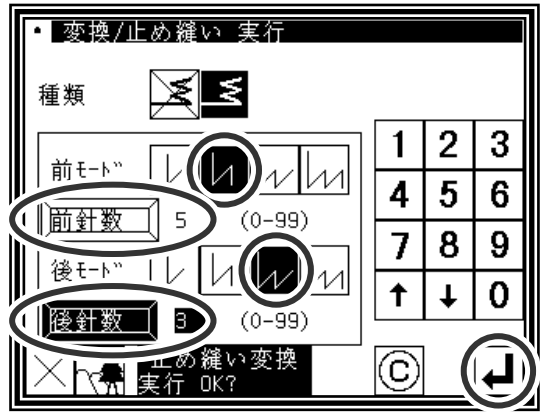 ・ 変換/止め縫い 実行
種類
前ﾓｰﾄﾞ
前針数 5 (0-99)
後ﾓｰﾄﾞ
後針数 3 (0-99)
止め縫い変換
実行 OK?
1 2 3
4 5 6
7 8 9
↑ ↓ 0
C